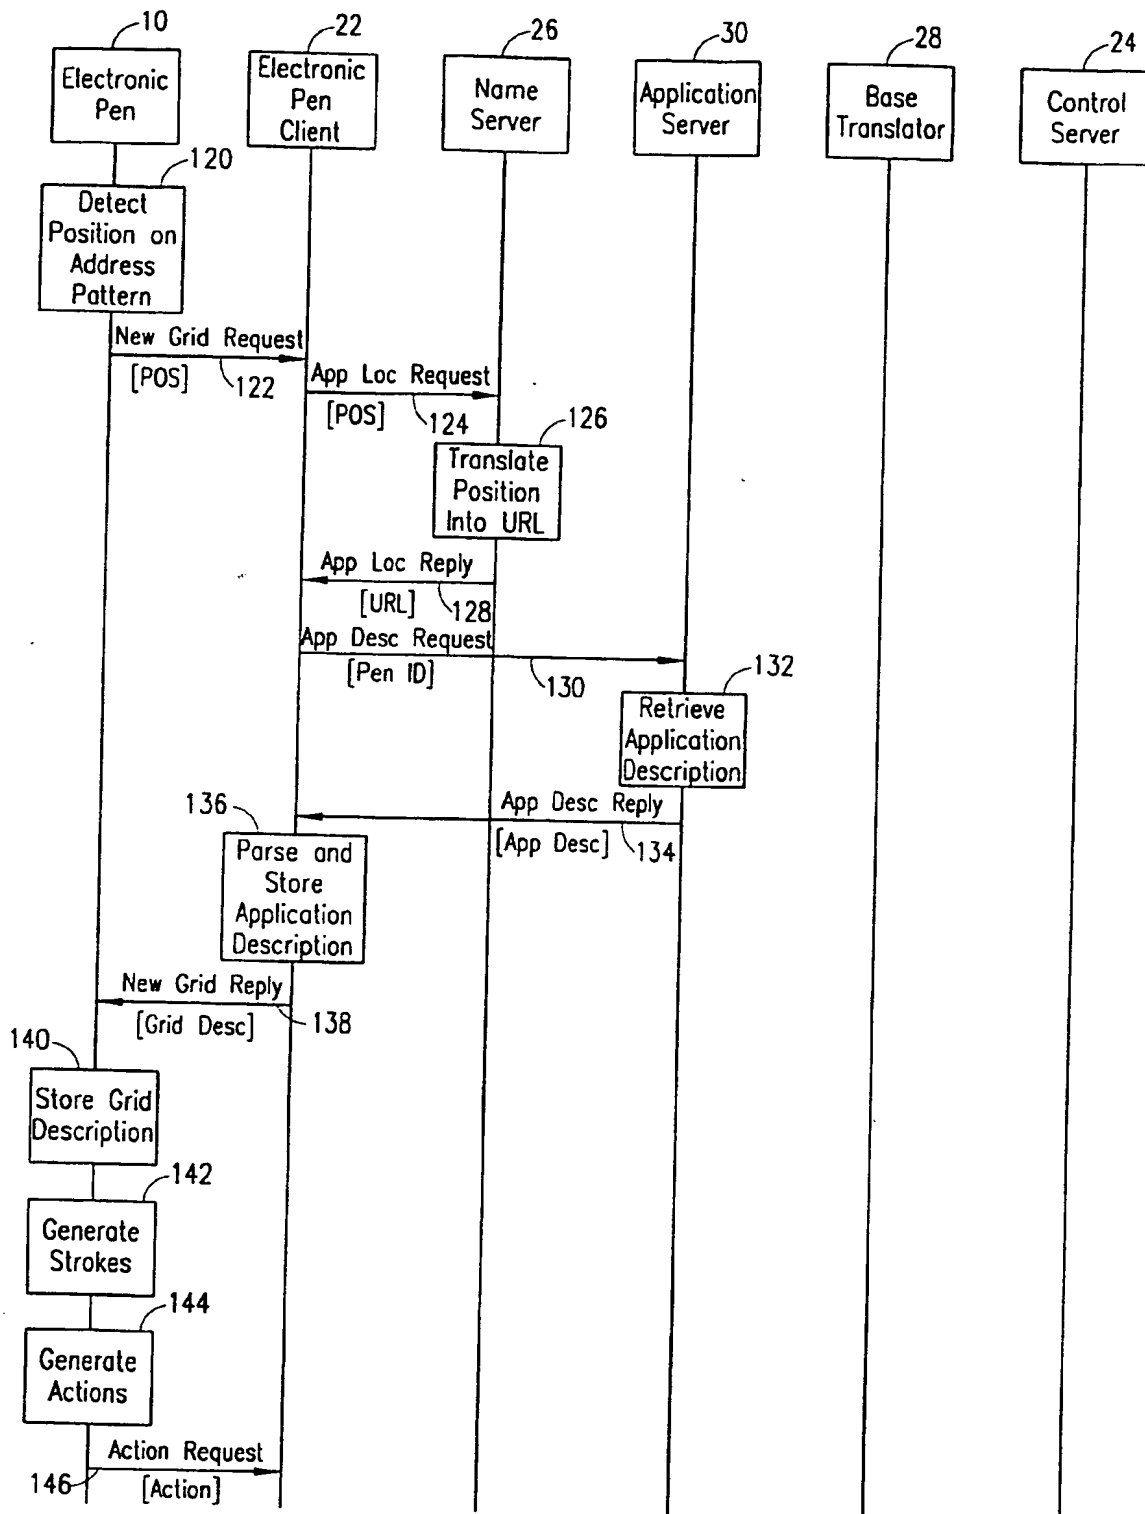 10
22
26
30
28
24
Electronic
Pen
Electronic
Pen
Client
Name
Server
Application
Server
Base
Translator
Control
Server
120
Detect
Position on
Address
Pattern
New Grid Request
[POS]
122
App Loc Request
[POS]
124
126
Translate
Position
Into URL
App Loc Reply
[URL]
128
App Desc Request
[Pen ID]
130
132
Retrieve
Application
Description
App Desc Reply
[App Desc]
134
136
Parse and
Store
Application
Description
New Grid Reply
[Grid Desc]
138
140
Store Grid
Description
142
Generate
Strokes
144
Generate
Actions
Action Request
146
[Action]